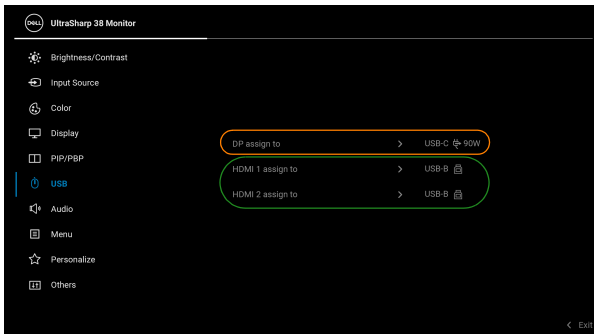 DELL UltraSharp 38 Monitor
Brightness/Contrast
Input Source
Color
Display
DP assign to > USB-C 90W
PIP/PBP
HDMI 1 assign to > USB-B
USB
HDMI 2 assign to > USB-B
Audio
Menu
Personalize
Others
< Exit